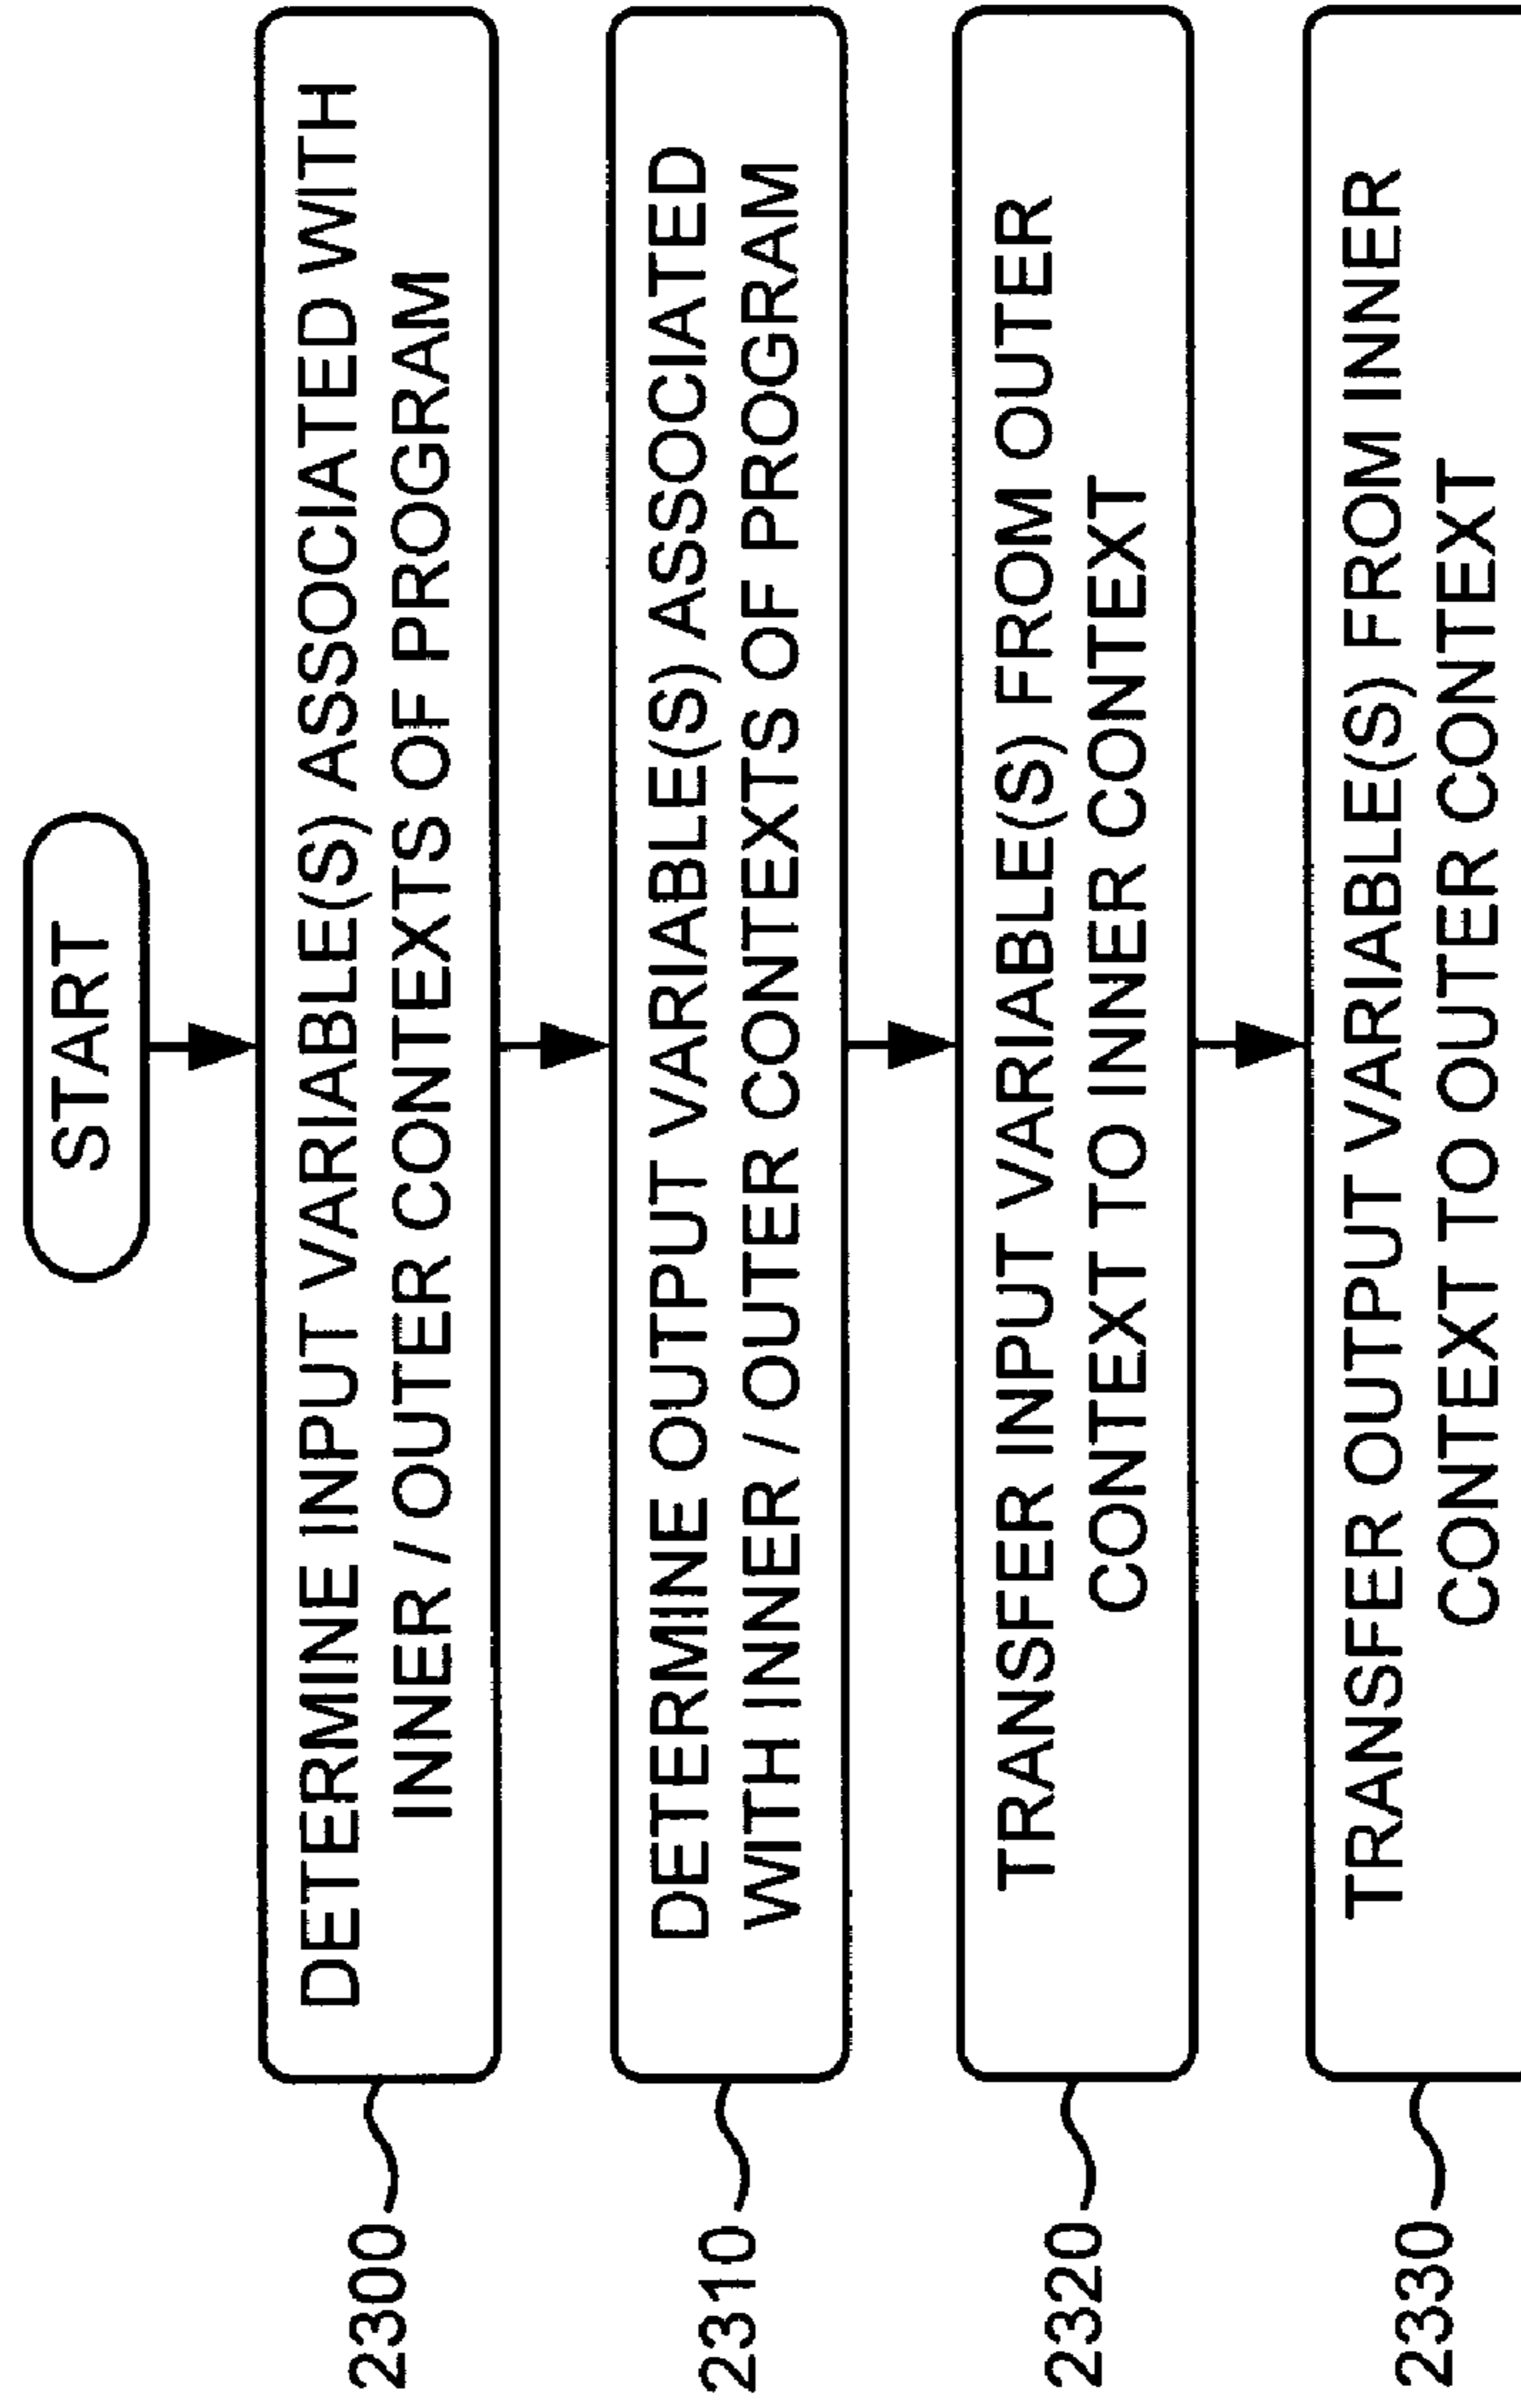 START
DETERMINE INPUT VARIABLE(S) ASSOCIATED WITH
INNER / OUTER CONTEXTS OF PROGRAM
2300
DETERMINE OUTPUT VARIABLE(S) ASSOCIATED
WITH INNER / OUTER CONTEXTS OF PROGRAM
2310
TRANSFER INPUT VARIABLE(S) FROM OUTER
CONTEXT TO INNER CONTEXT
2320
TRANSFER OUTPUT VARIABLE(S) FROM INNER
CONTEXT TO OUTER CONTEXT
2330